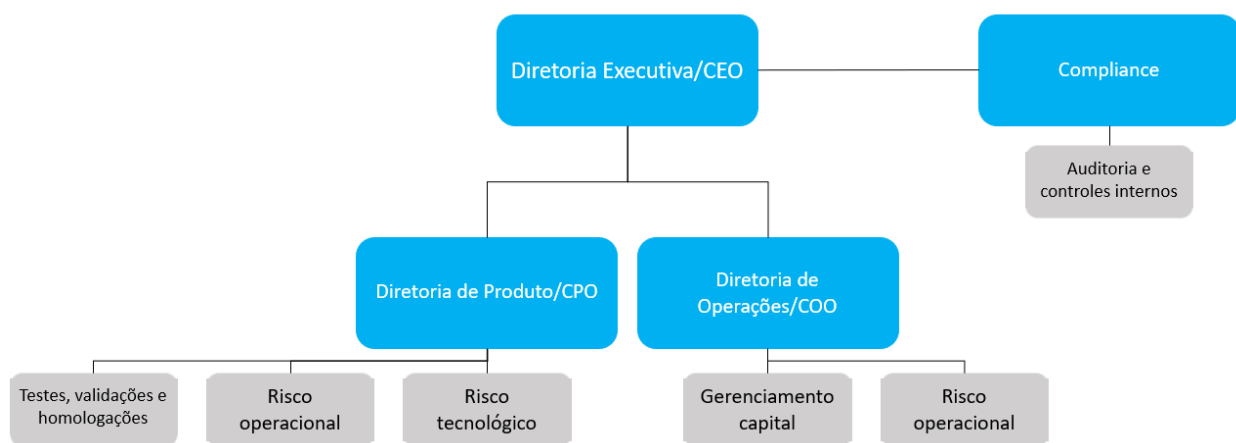 Diretoria Executiva/CEO
Compliance
Auditoria e
controles internos
Diretoria de Produto/CPO
Diretoria de
Operações/COO
Testes, validações e
homologações
Risco
operacional
Risco
tecnológico
Gerenciamento
capital
Risco
operacional